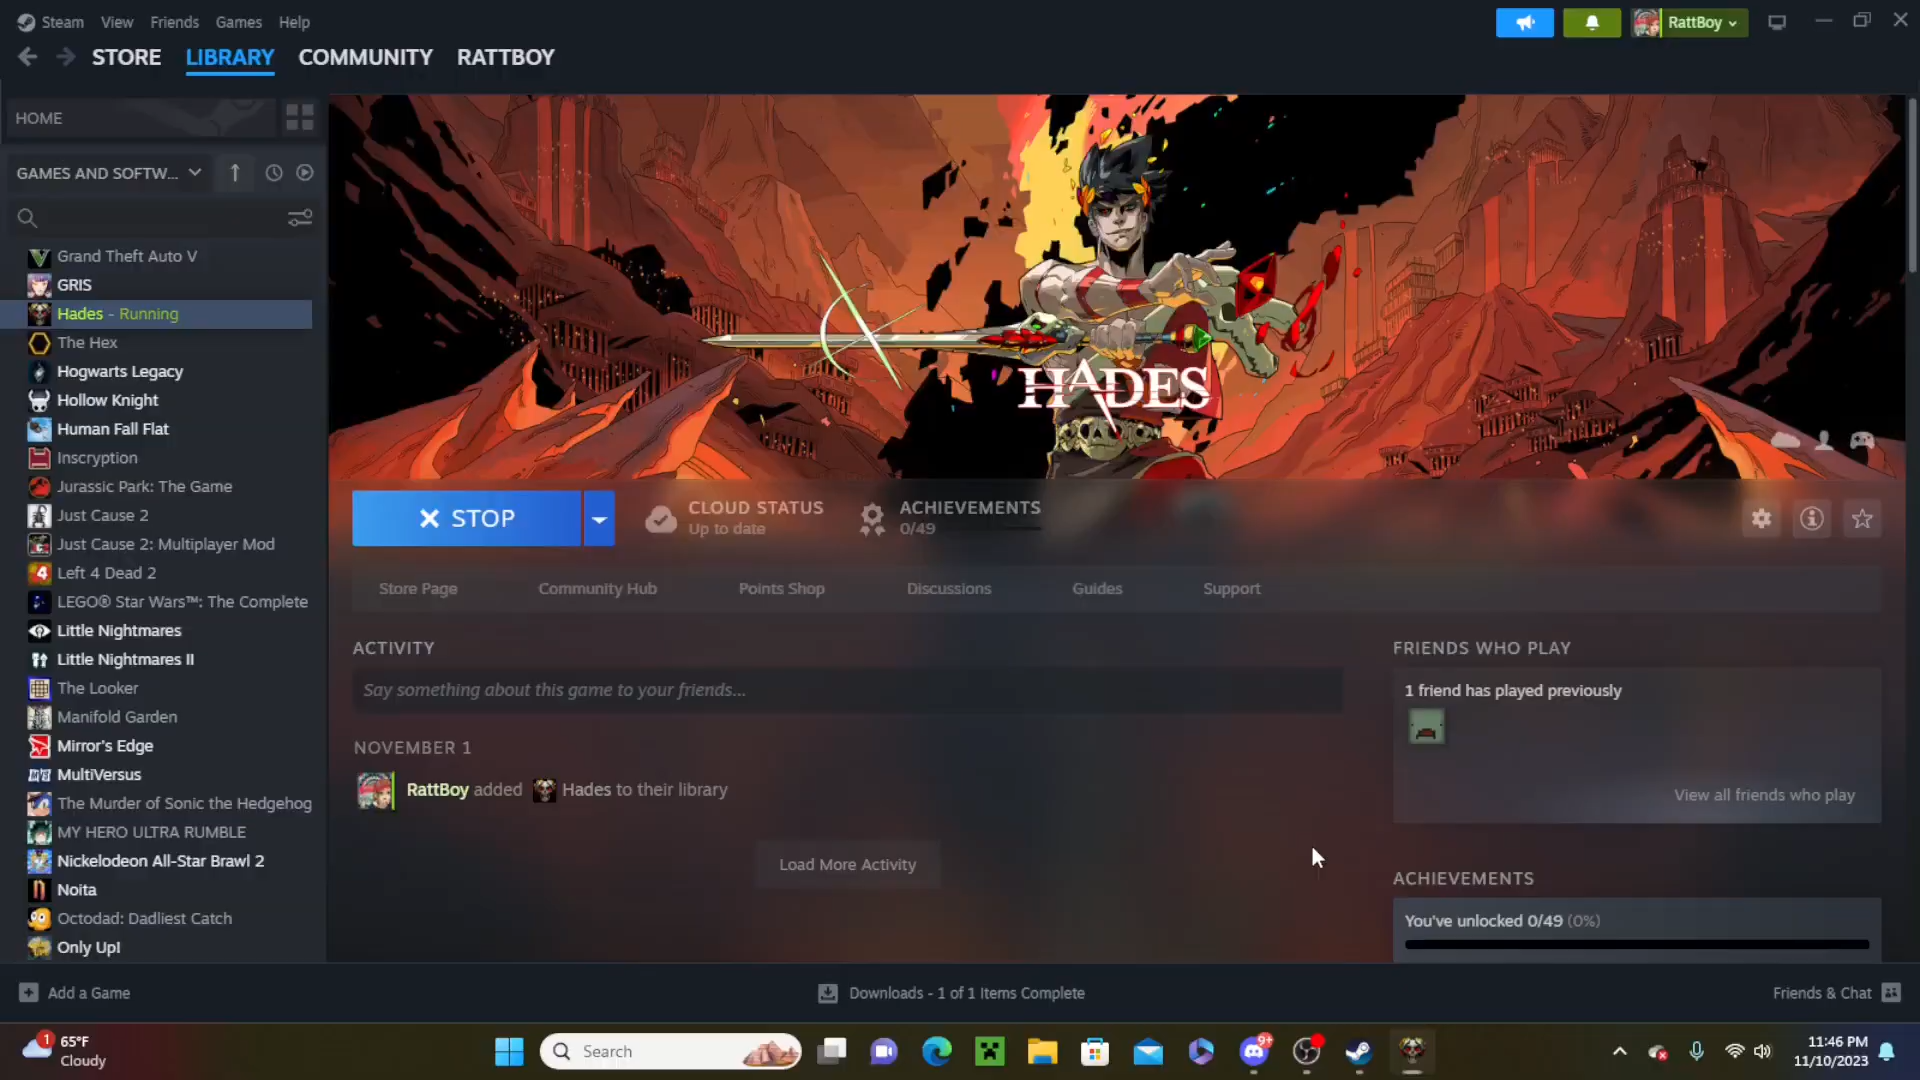 Steam View Friends Games Help
RattBoy
STORE LIBRARY COMMUNITY RATTBOY
HOME
GAMES AND SOFTW...
Grand Theft Auto V
GRIS
Hades - Running
The Hex
Hogwarts Legacy
Hollow Knight
Human Fall Flat
Inscryption
Jurassic Park: The Game
Just Cause 2
Just Cause 2: Multiplayer Mod
Left 4 Dead 2
LEGO® Star Wars™: The Complete
Little Nightmares
Little Nightmares II
The Looker
Manifold Garden
Mirror's Edge
MultiVersus
The Murder of Sonic the Hedgehog
MY HERO ULTRA RUMBLE
Nickelodeon All-Star Brawl 2
Noita
Octodad: Dadliest Catch
Only Up!
HADES
STOP
CLOUD STATUS
Up to date
ACHIEVEMENTS
0/49
Store Page Community Hub Points Shop Discussions Guides Support
ACTIVITY
Say something about this game to your friends...
NOVEMBER 1
RattBoy added Hades to their library
Load More Activity
FRIENDS WHO PLAY
1 friend has played previously
View all friends who play
ACHIEVEMENTS
You've unlocked 0/49 (0%)
Add a Game
Downloads - 1 of 1 Items Complete
Friends & Chat
1
65°F
Cloudy
Search
9+
11:46 PM
11/10/2023